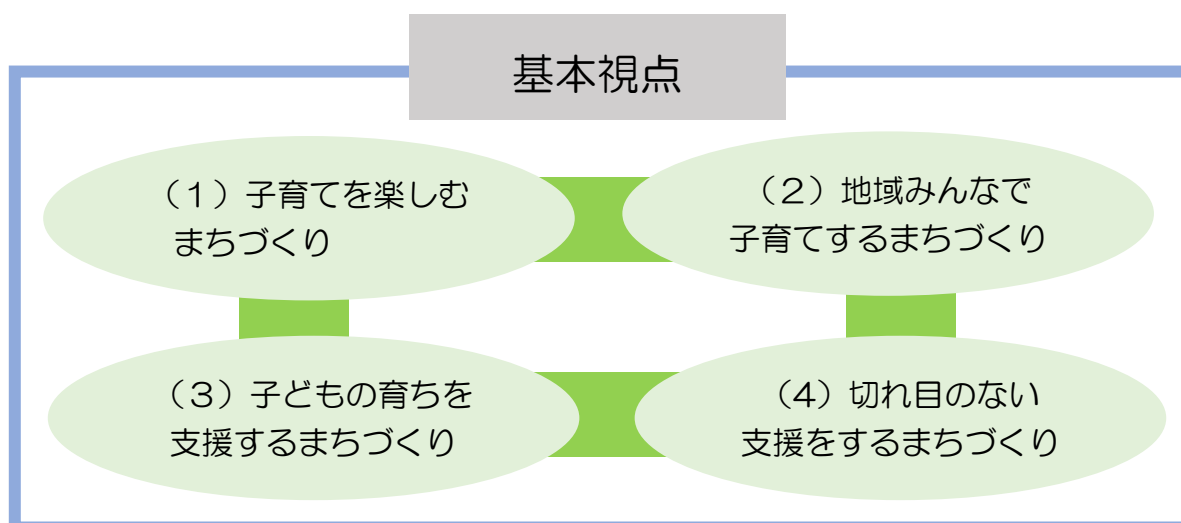 基本視点
（１）子育てを楽しむ
まちづくり
（２）地域みんなで
子育てするまちづくり
（３）子どもの育ちを
支援するまちづくり
（４）切れ目のない
支援をするまちづくり